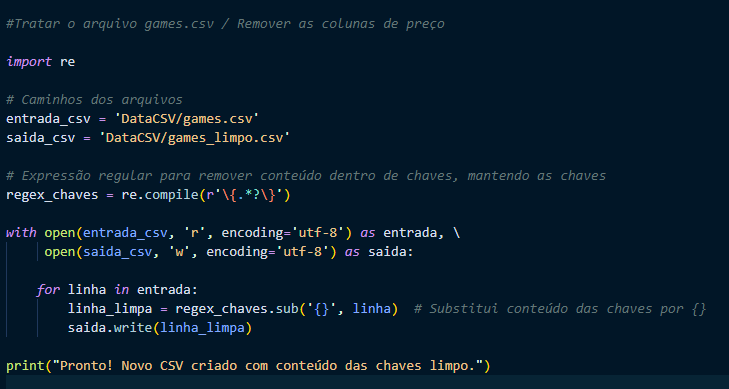 #Tratar o arquivo games.csv / Remover as colunas de preço
import re
# Caminhos dos arquivos
entrada_csv = 'DataCSV/games.csv'
saida_csv = 'DataCSV/games_limpo.csv'
# Expressão regular para remover conteúdo dentro de chaves, mantendo as chaves
regex_chaves = re.compile(r'\{.*?\}')
with open(entrada_csv, 'r', encoding='utf-8') as entrada, \
     open(saida_csv, 'w', encoding='utf-8') as saida:
    for linha in entrada:
        linha_limpa = regex_chaves.sub('{}', linha)  # Substitui conteúdo das chaves por {}
        saida.write(linha_limpa)
print("Pronto! Novo CSV criado com conteúdo das chaves limpo.")